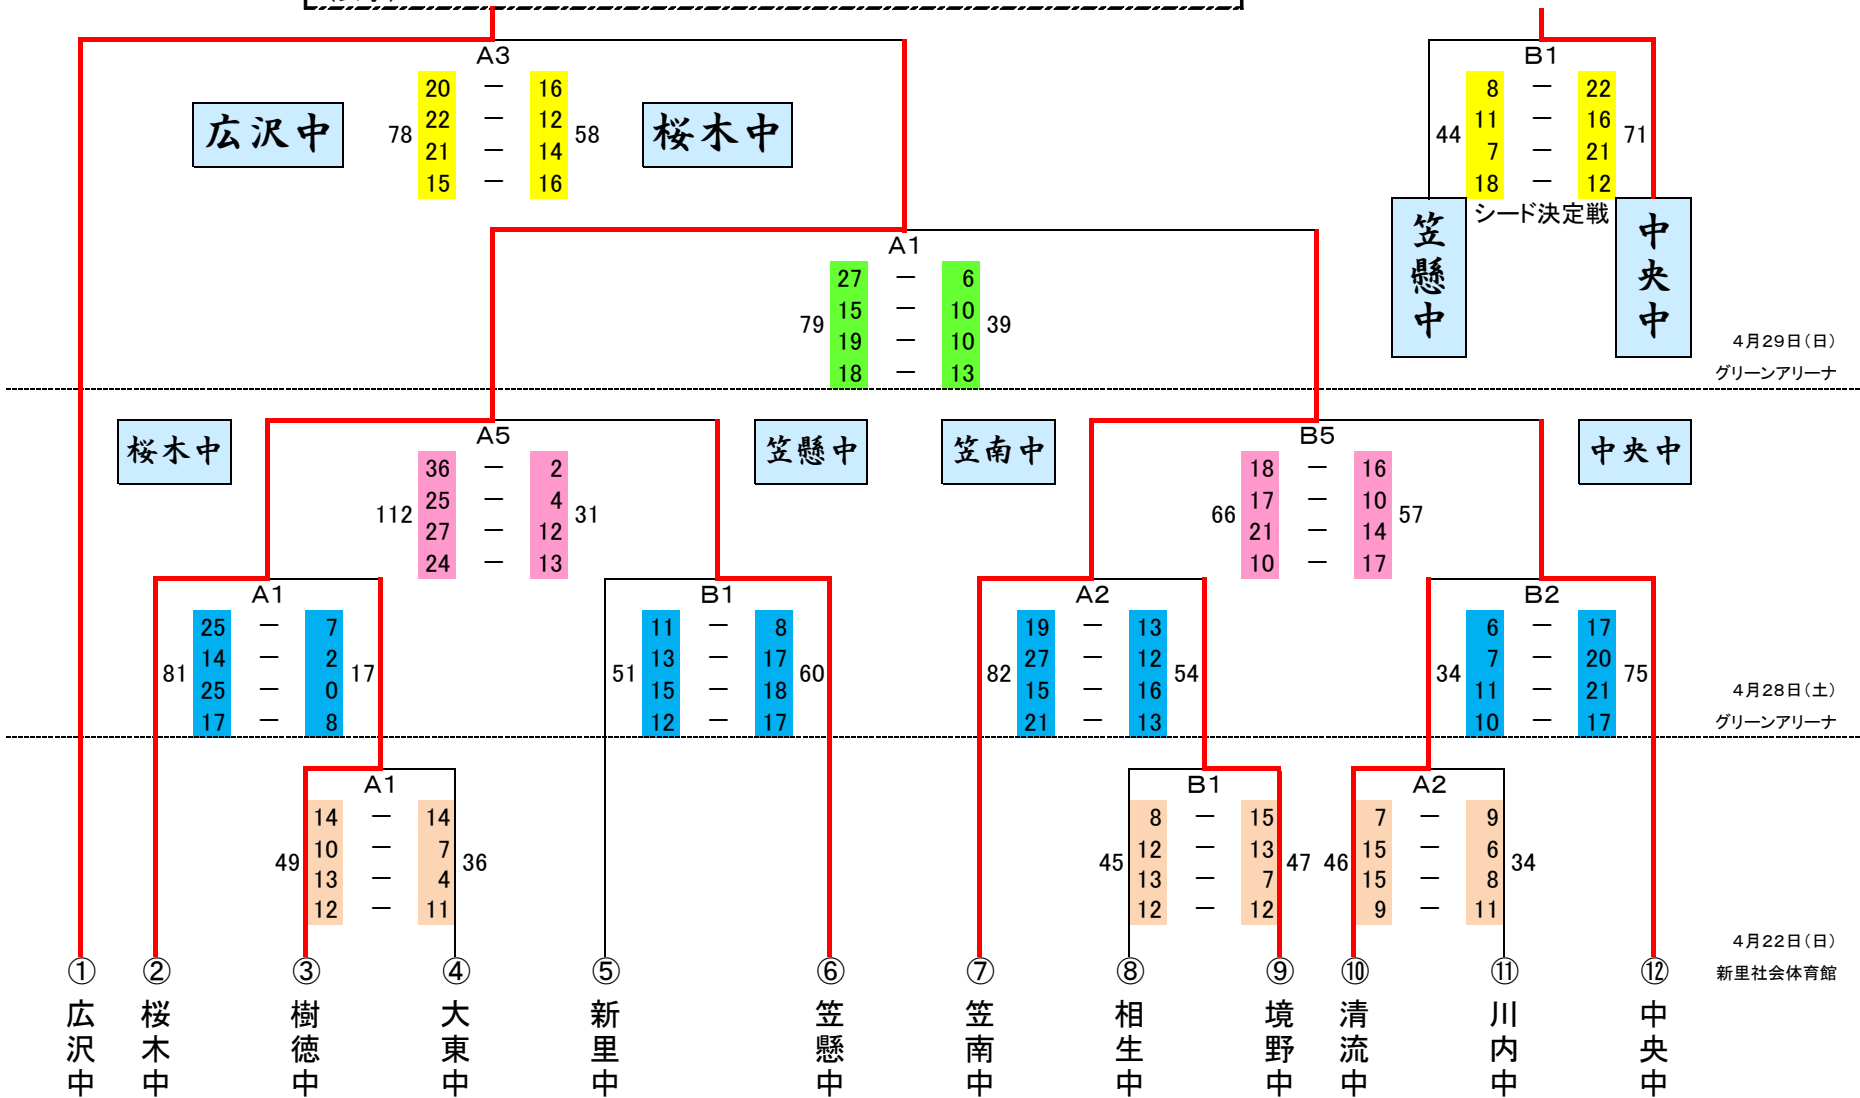 A3
B1
20 — 16
22 — 12
21 — 14
15 — 16
78
58
広沢中
桜木中
8 — 22
11 — 16
7 — 21
18 — 12
44
71
シード決定戦
笠懸中
中央中
A1
27 — 6
15 — 10
19 — 10
18 — 13
79
39
4月29日(日)
グリーンアリーナ
桜木中
A5
36 — 2
25 — 4
27 — 12
24 — 13
112
31
笠懸中
笠南中
B5
18 — 16
17 — 10
21 — 14
10 — 17
66
57
中央中
A1
25 — 7
14 — 2
25 — 0
17 — 8
81
17
B1
11 — 8
13 — 17
15 — 18
12 — 17
51
60
A2
19 — 13
27 — 12
15 — 16
21 — 13
82
54
B2
6 — 17
7 — 20
11 — 21
10 — 17
34
75
4月28日(土)
グリーンアリーナ
A1
14 — 14
10 — 7
13 — 4
12 — 11
49
36
B1
8 — 15
12 — 13
13 — 7
12 — 12
45
47
A2
7 — 9
15 — 6
15 — 8
9 — 11
46
34
4月22日(日)
新里社会体育館
① 広沢中
② 桜木中
③ 樹徳中
④ 大東中
⑤ 新里中
⑥ 笠懸中
⑦ 笠南中
⑧ 相生中
⑨ 境野中
⑩ 清流中
⑪ 川内中
⑫ 中央中